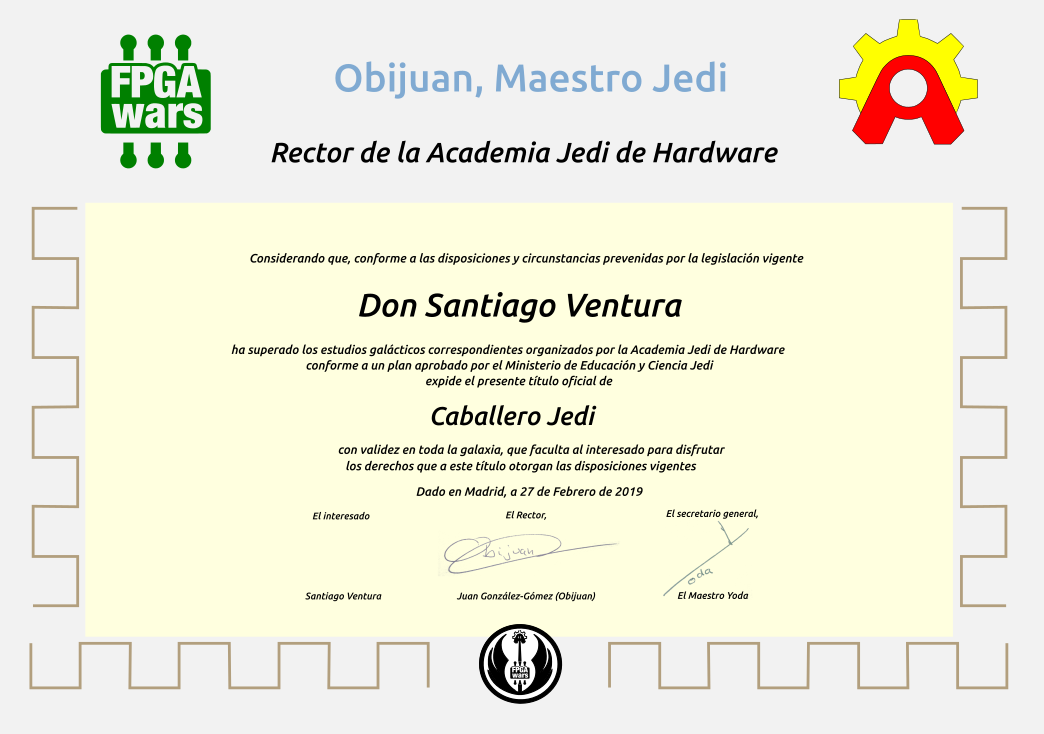 FPGA
wars
Obijuan, Maestro Jedi
Rector de la Academia Jedi de Hardware
Considerando que, conforme a las disposiciones y circunstancias prevenidas por la legislación vigente
Don Santiago Ventura
ha superado los estudios galácticos correspondientes organizados por la Academia Jedi de Hardware
conforme a un plan aprobado por el Ministerio de Educación y Ciencia Jedi
expide el presente título oficial de
Caballero Jedi
con validez en toda la galaxia, que faculta al interesado para disfrutar
los derechos que a este título otorgan las disposiciones vigentes
Dado en Madrid, a 27 de Febrero de 2019
El interesado
El Rector,
El secretario general,
Obijuan
Yoda
Santiago Ventura
Juan González-Gómez (Obijuan)
El Maestro Yoda
FPGA
wars